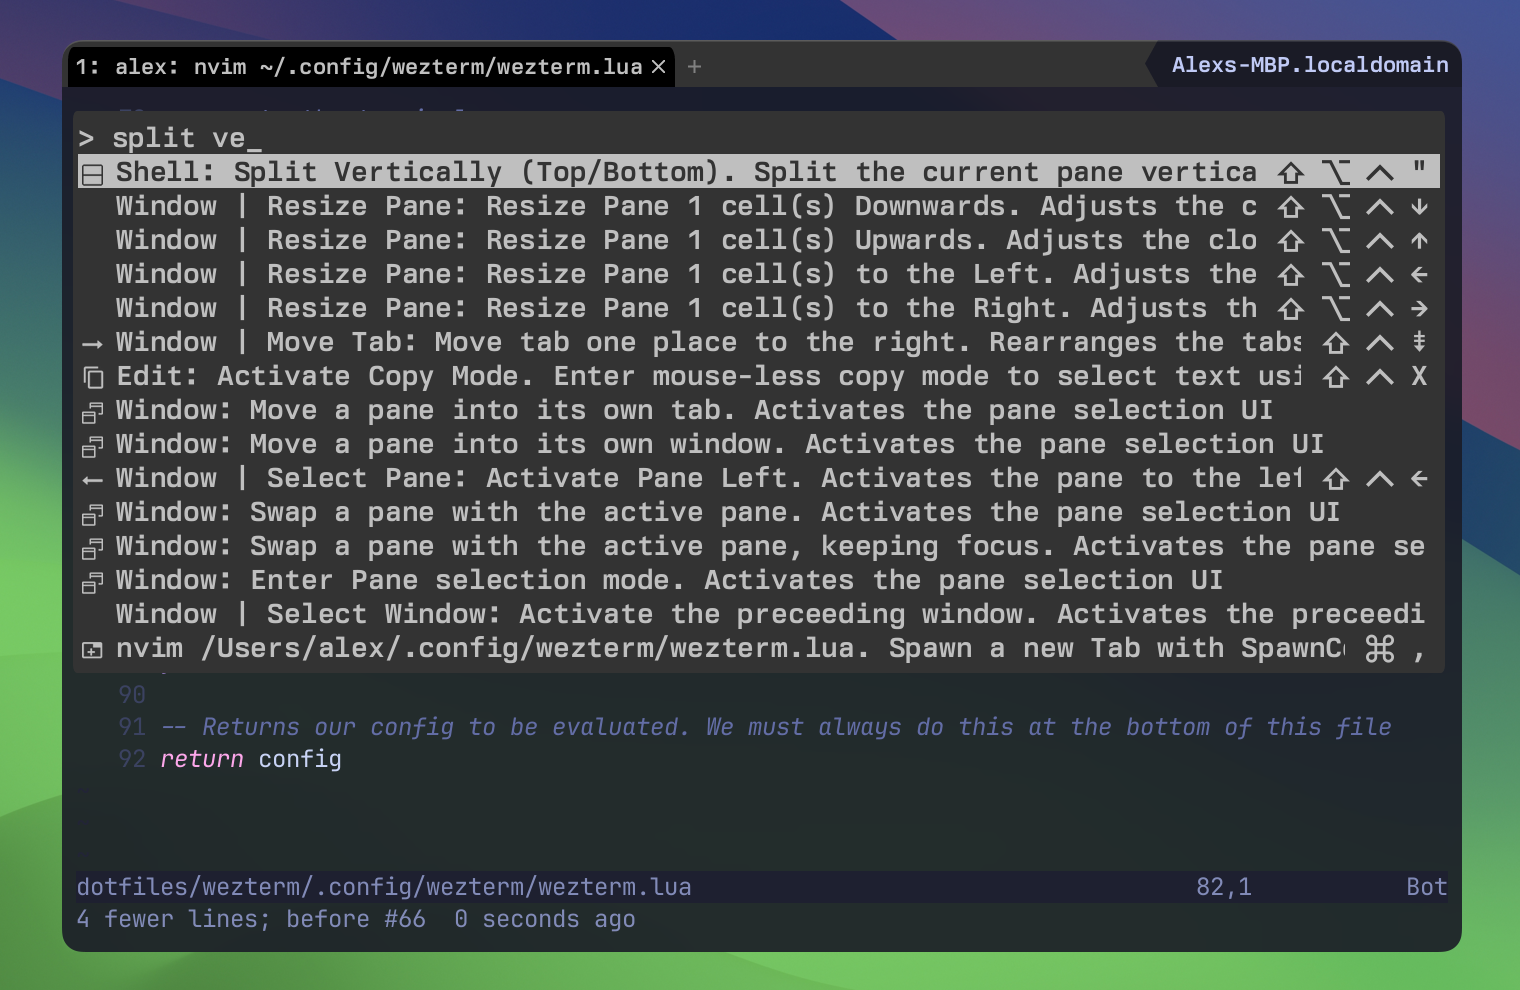 1: alex: nvim ~/.config/wezterm/wezterm.lua × +
Alexs-MBP.localdomain
> split ve_
Shell: Split Vertically (Top/Bottom). Split the current pane vertica ⇧ ⌥ ^ "
Window | Resize Pane: Resize Pane 1 cell(s) Downwards. Adjusts the c ⇧ ⌥ ^ ↓
Window | Resize Pane: Resize Pane 1 cell(s) Upwards. Adjusts the clo ⇧ ⌥ ^ ↑
Window | Resize Pane: Resize Pane 1 cell(s) to the Left. Adjusts the ⇧ ⌥ ^ ←
Window | Resize Pane: Resize Pane 1 cell(s) to the Right. Adjusts th ⇧ ⌥ ^ →
→ Window | Move Tab: Move tab one place to the right. Rearranges the tabs ⇧ ^ ⇟
Edit: Activate Copy Mode. Enter mouse-less copy mode to select text usi ⇧ ^ X
Window: Move a pane into its own tab. Activates the pane selection UI
Window: Move a pane into its own window. Activates the pane selection UI
← Window | Select Pane: Activate Pane Left. Activates the pane to the lef ⇧ ^ ←
Window: Swap a pane with the active pane. Activates the pane selection UI
Window: Swap a pane with the active pane, keeping focus. Activates the pane se
Window: Enter Pane selection mode. Activates the pane selection UI
Window | Select Window: Activate the preceeding window. Activates the preceedi
nvim /Users/alex/.config/wezterm/wezterm.lua. Spawn a new Tab with SpawnC ⌘ ,
90
91 -- Returns our config to be evaluated. We must always do this at the bottom of this file
92 return config
dotfiles/wezterm/.config/wezterm/wezterm.lua 82,1 Bot
4 fewer lines; before #66 0 seconds ago